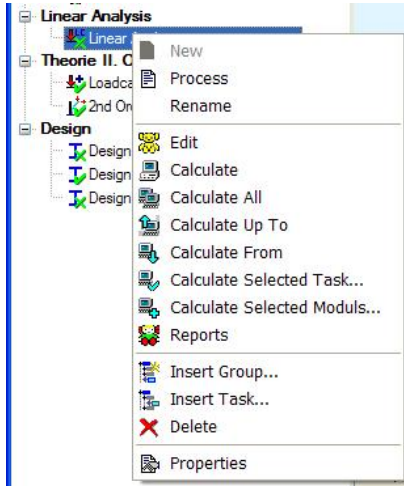 Linear Analysis
Linear
New
Theorie II. O
Process
Loadca
Rename
2nd Or
Design
Edit
Design
Calculate
Design
Calculate All
Design
Calculate Up To
Calculate From
Calculate Selected Task...
Calculate Selected Moduls...
Reports
Insert Group...
Insert Task...
Delete
Properties